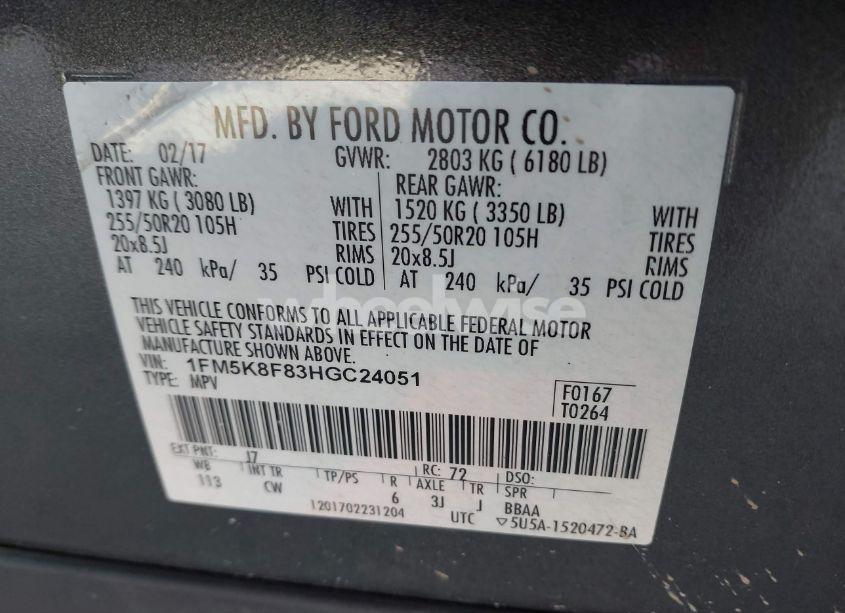 MFD. BY FORD MOTOR CO.
DATE: 02/17 GVWR: 2803 KG ( 6180 LB)
FRONT GAWR: REAR GAWR:
1397 KG ( 3080 LB) WITH 1520 KG ( 3350 LB) WITH
255/50R20 105H TIRES 255/50R20 105H TIRES
20x8.5J RIMS 20x8.5J RIMS
AT 240 kPa/ 35 PSI COLD AT 240 kPa/ 35 PSI COLD
wheelwise
THIS VEHICLE CONFORMS TO ALL APPLICABLE FEDERAL MOTOR
VEHICLE SAFETY STANDARDS IN EFFECT ON THE DATE OF
MANUFACTURE SHOWN ABOVE.
VIN: 1FM5K8F83HGC24051
TYPE: MPV
F0167
T0264
EXT PNT: J7 RC: 72 DSO:
WB INT TR TP/PS R AXLE TR SPR
113 CW 6 3J J BBAA
1201702231204 UTC ▽5U5A-1520472-BA